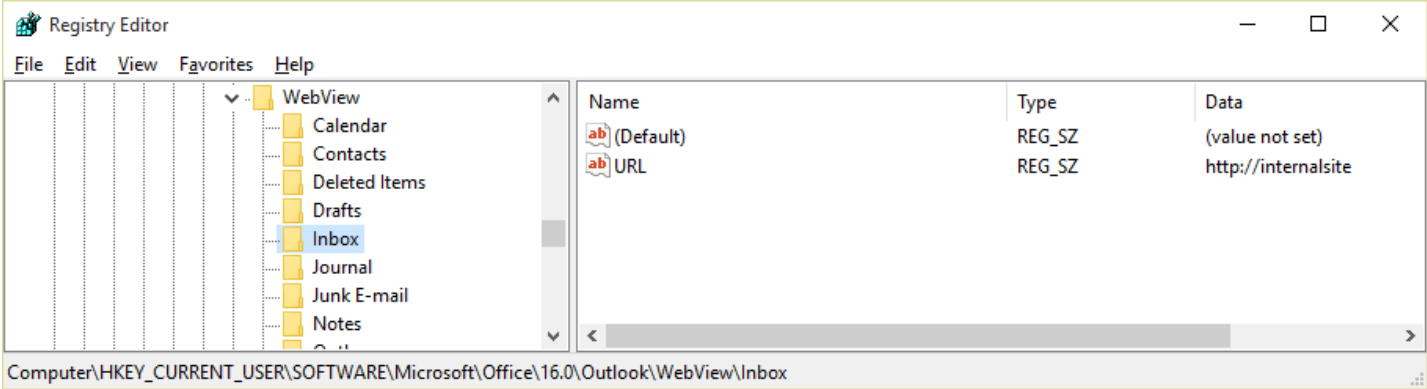 Registry Editor
File Edit View Favorites Help
WebView
Calendar
Contacts
Deleted Items
Drafts
Inbox
Journal
Junk E-mail
Notes
Name Type Data
ab (Default) REG_SZ (value not set)
ab URL REG_SZ http://internalsite
Computer\HKEY_CURRENT_USER\SOFTWARE\Microsoft\Office\16.0\Outlook\WebView\Inbox